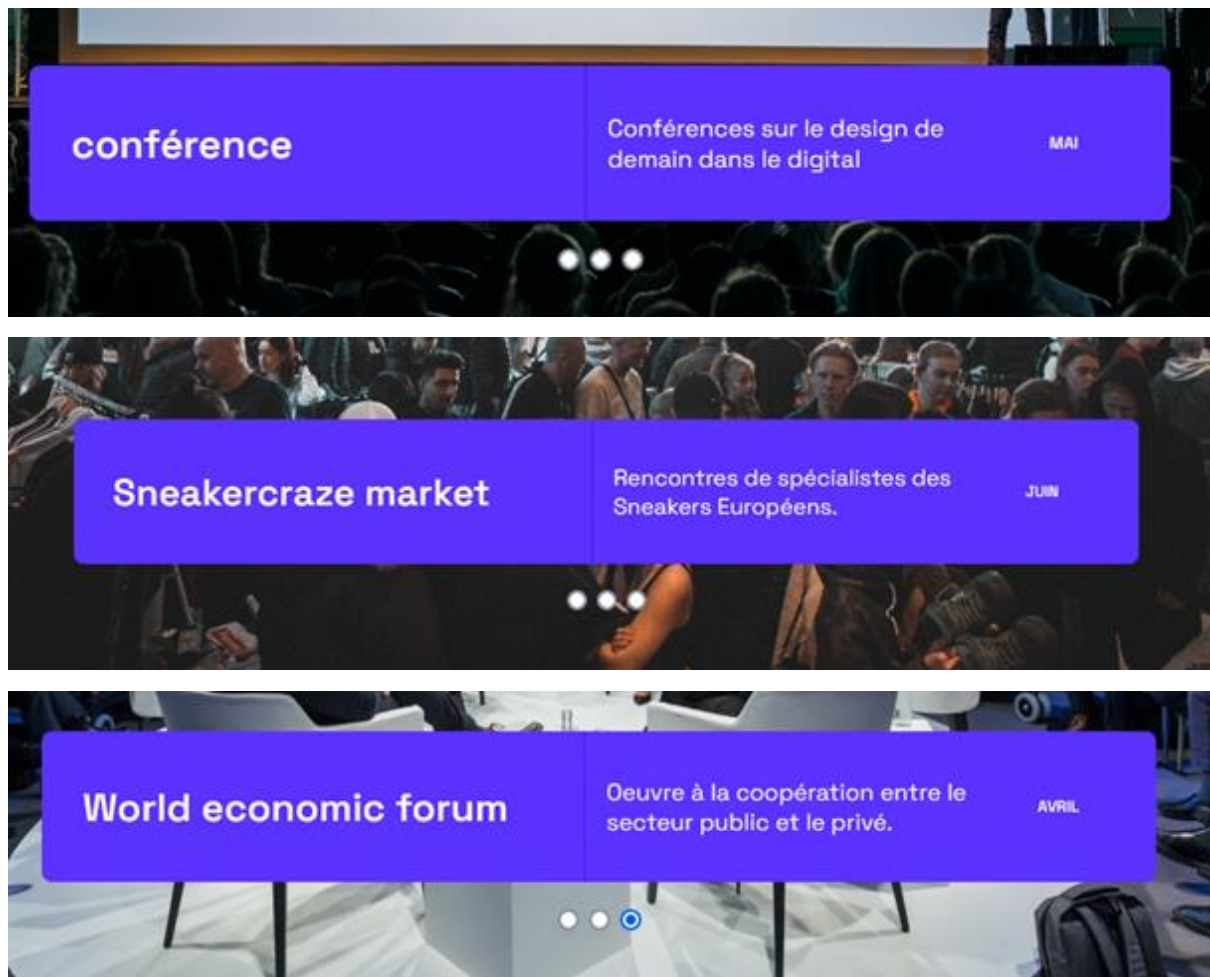 conférence
Conférences sur le design de
demain dans le digital
MAI
Sneakercraze market
Rencontres de spécialistes des
Sneakers Européens.
JUIN
World economic forum
Oeuvre à la coopération entre le
secteur public et le privé.
AVRIL